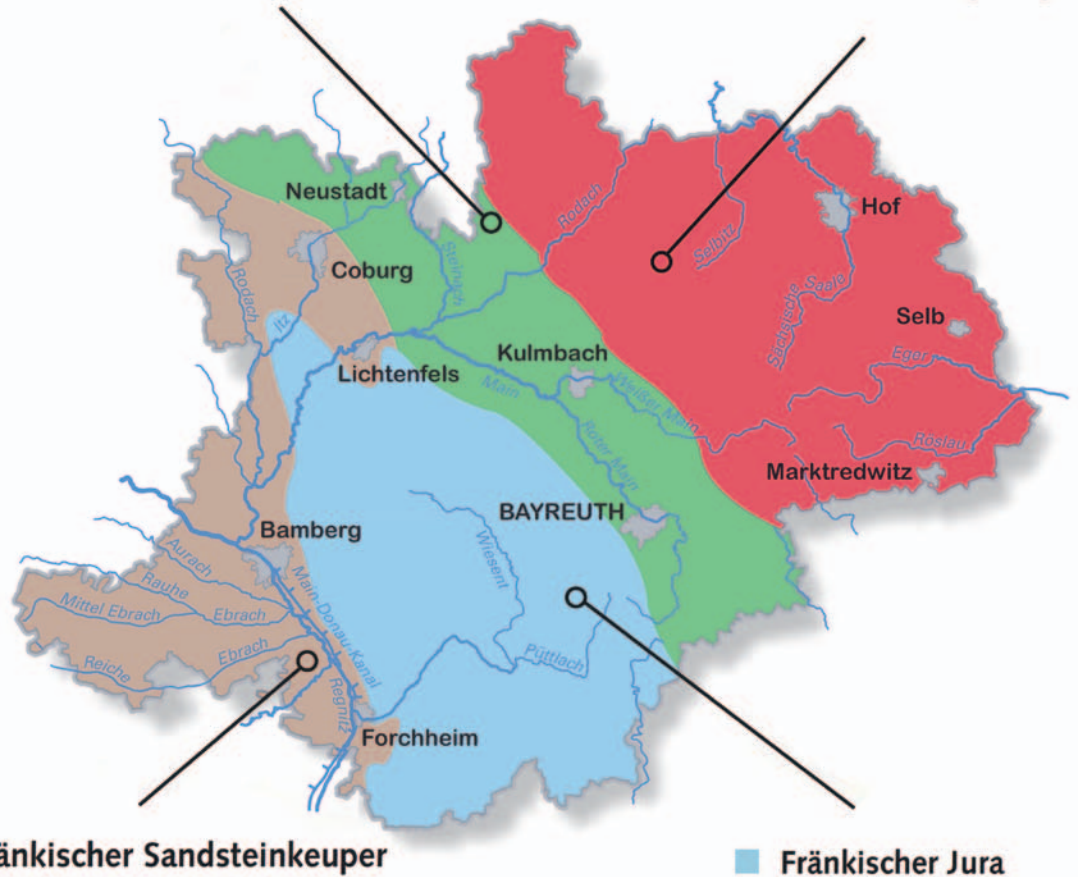 Neustadt
Rodach
Selbitz
Hof
Coburg
Steinach
Rodach
Sächsische Saale
Selb
Itz
Kulmbach
Eger
Lichtenfels
Main
Weißer Main
Roter Main
Röslau
Marktredwitz
BAYREUTH
Bamberg
Wiesent
Aurach
Rauhe Ebrach
Mittel Ebrach
Main-Donau-Kanal
Reiche Ebrach
Püttlach
Regnitz
Forchheim
änkischer Sandsteinkeuper
Fränkischer Jura